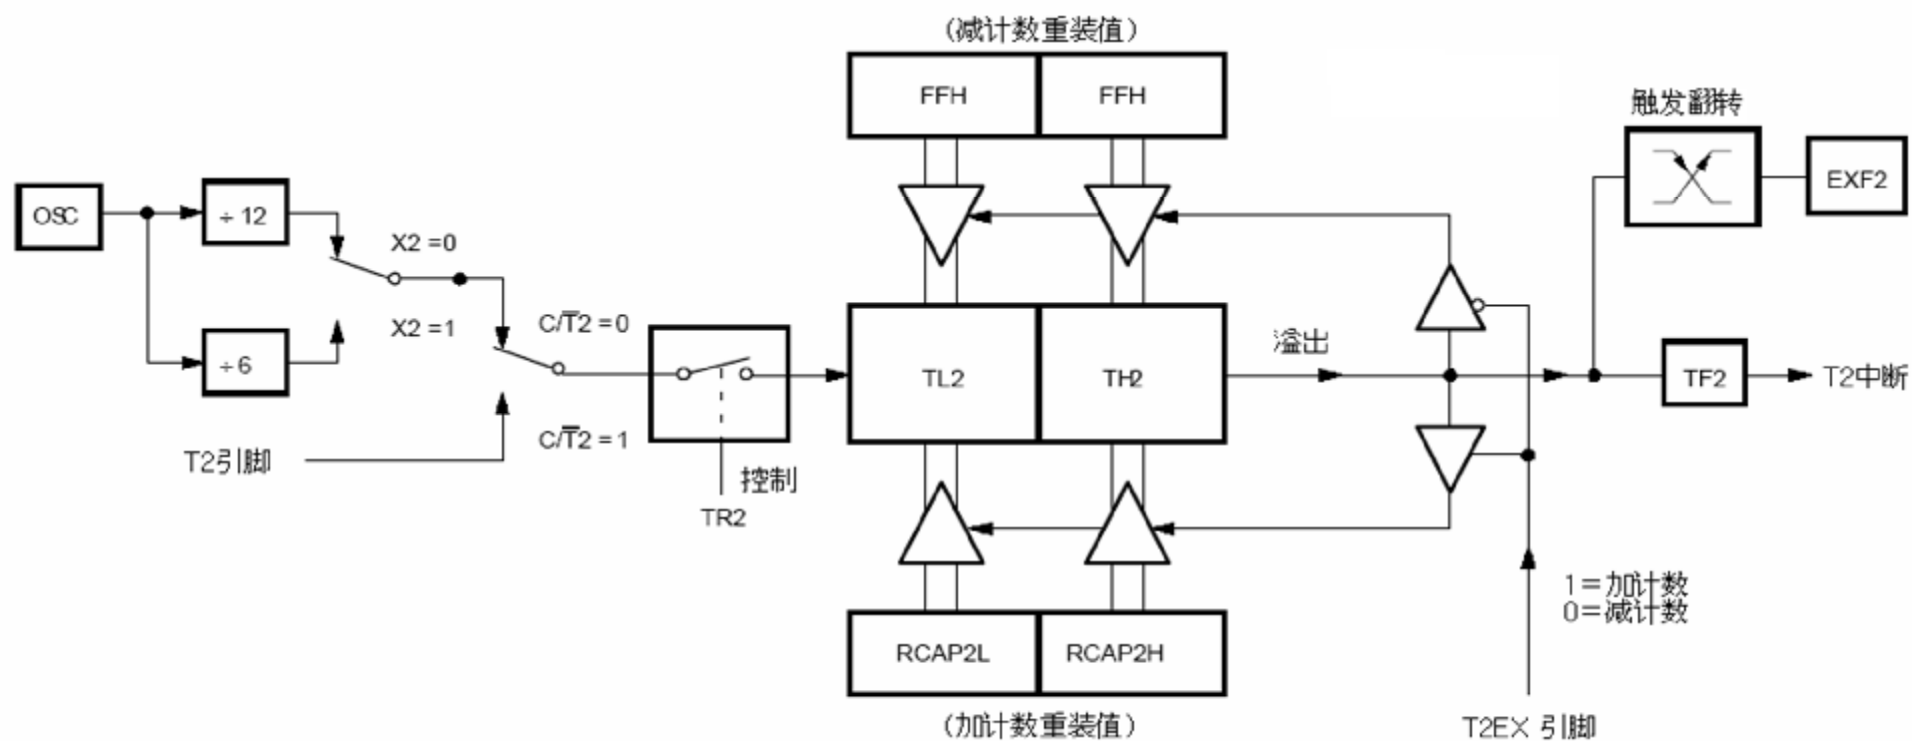 (减计数重装值)
FFH
FFH
触发翻转
EXF2
OSC
÷ 12
X2 =0
X2 =1
÷ 6
C/T̅2 = 0
C/T̅2 = 1
T2引脚
控制
TR2
TL2
TH2
溢出
TF2
T2中断
RCAP2L
RCAP2H
(加计数重装值)
1=加计数
0=减计数
T2EX 引脚